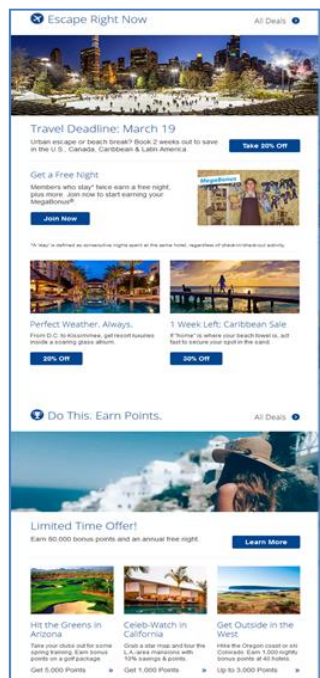 Escape Right Now
All Deals
Travel Deadline: March 19
Urban escape or beach break? Book 2 weeks out to save
in the U.S., Canada, Caribbean & Latin America.
Take 20% Off
Get a Free Night
Members who stay* twice earn a free night,
plus more. Join now to start earning your
MegaBonus®
Join Now
MegaBonus
*A 'stay' is defined as consecutive nights spent at the same hotel, regardless of check-in/check-out activity.
Perfect Weather. Always.
From D.C. to Kissimmee, get resort luxuries
inside a soaring glass atrium.
20% Off
1 Week Left: Caribbean Sale
If "home" is where your beach towel is, act
fast to secure your spot in the sand.
30% Off
Do This. Earn Points.
All Deals
Limited Time Offer!
Earn 80,000 bonus points and an annual free night.
Learn More
Hit the Greens in
Arizona
Take your clubs out for some
spring training. Earn bonus
points on a golf package.
Get 5,000 Points »
Celeb-Watch in
California
Grab a star map and tour the
L.A.-area mansions with
10% savings & points.
Get 1,000 Points »
Get Outside in the
West
Hike the Oregon coast or ski
Colorado. Earn 1,000 nightly
bonus points at 40 hotels.
Up to 3,000 Points »